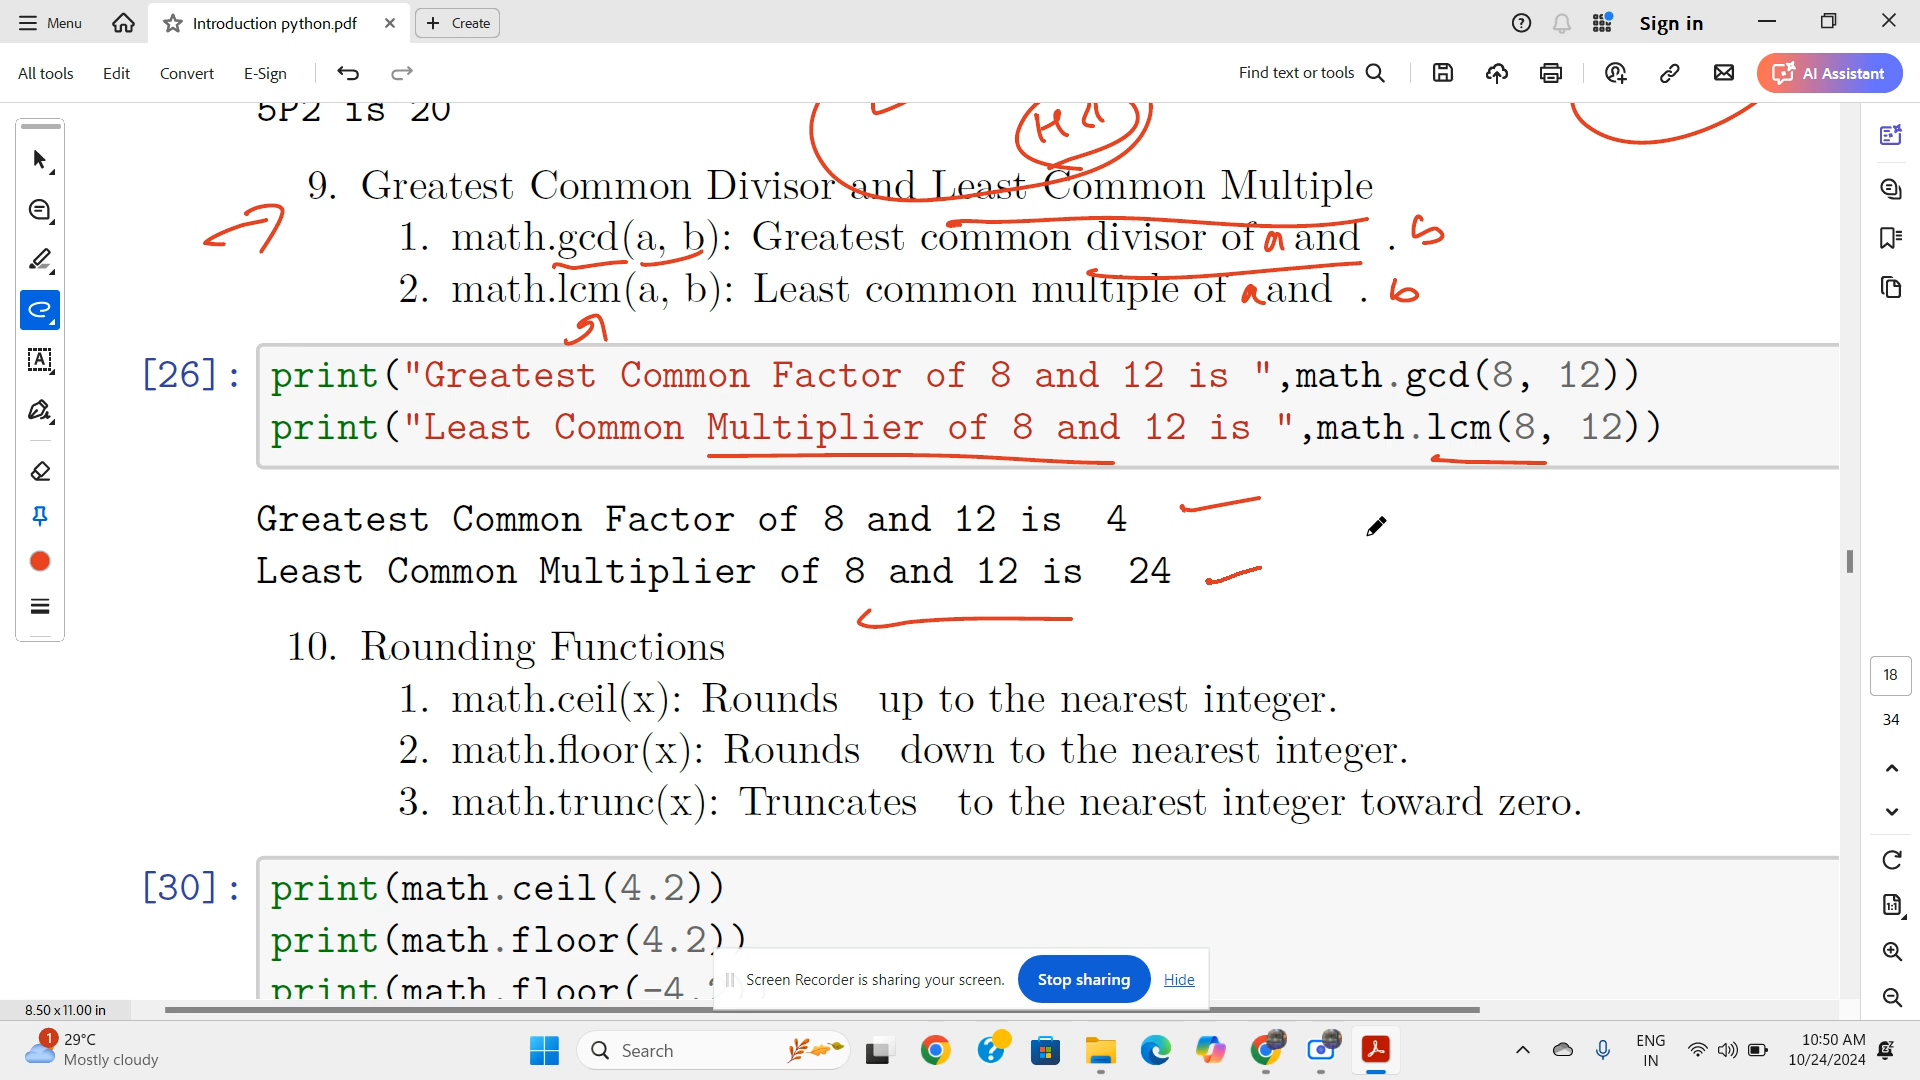 Menu
Introduction python.pdf
Create
Sign in
All tools
Edit
Convert
E-Sign
Find text or tools
AI Assistant
5P2 is 20
9. Greatest Common Divisor and Least Common Multiple
1. math.gcd(a, b): Greatest common divisor of a and . b
2. math.lcm(a, b): Least common multiple of a and . b
[26]: print("Greatest Common Factor of 8 and 12 is ",math.gcd(8, 12))
print("Least Common Multiplier of 8 and 12 is ",math.lcm(8, 12))
Greatest Common Factor of 8 and 12 is 4
Least Common Multiplier of 8 and 12 is 24
10. Rounding Functions
1. math.ceil(x): Rounds up to the nearest integer.
2. math.floor(x): Rounds down to the nearest integer.
3. math.trunc(x): Truncates to the nearest integer toward zero.
[30]: print(math.ceil(4.2))
print(math.floor(4.2))
print(math.floor(-4.
18
34
Screen Recorder is sharing your screen.
Stop sharing
Hide
8.50 x 11.00 in
1
29°C
Mostly cloudy
Search
ENG
IN
10:50 AM
10/24/2024